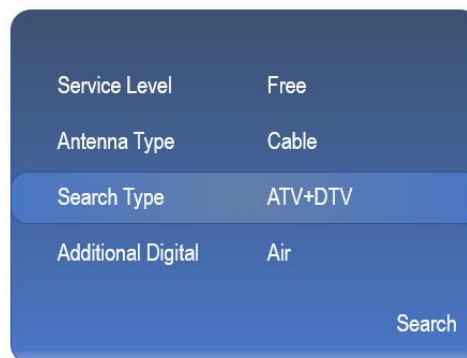 Service Level Free
Antenna Type Cable
Search Type ATV+DTV
Additional Digital Air
Search